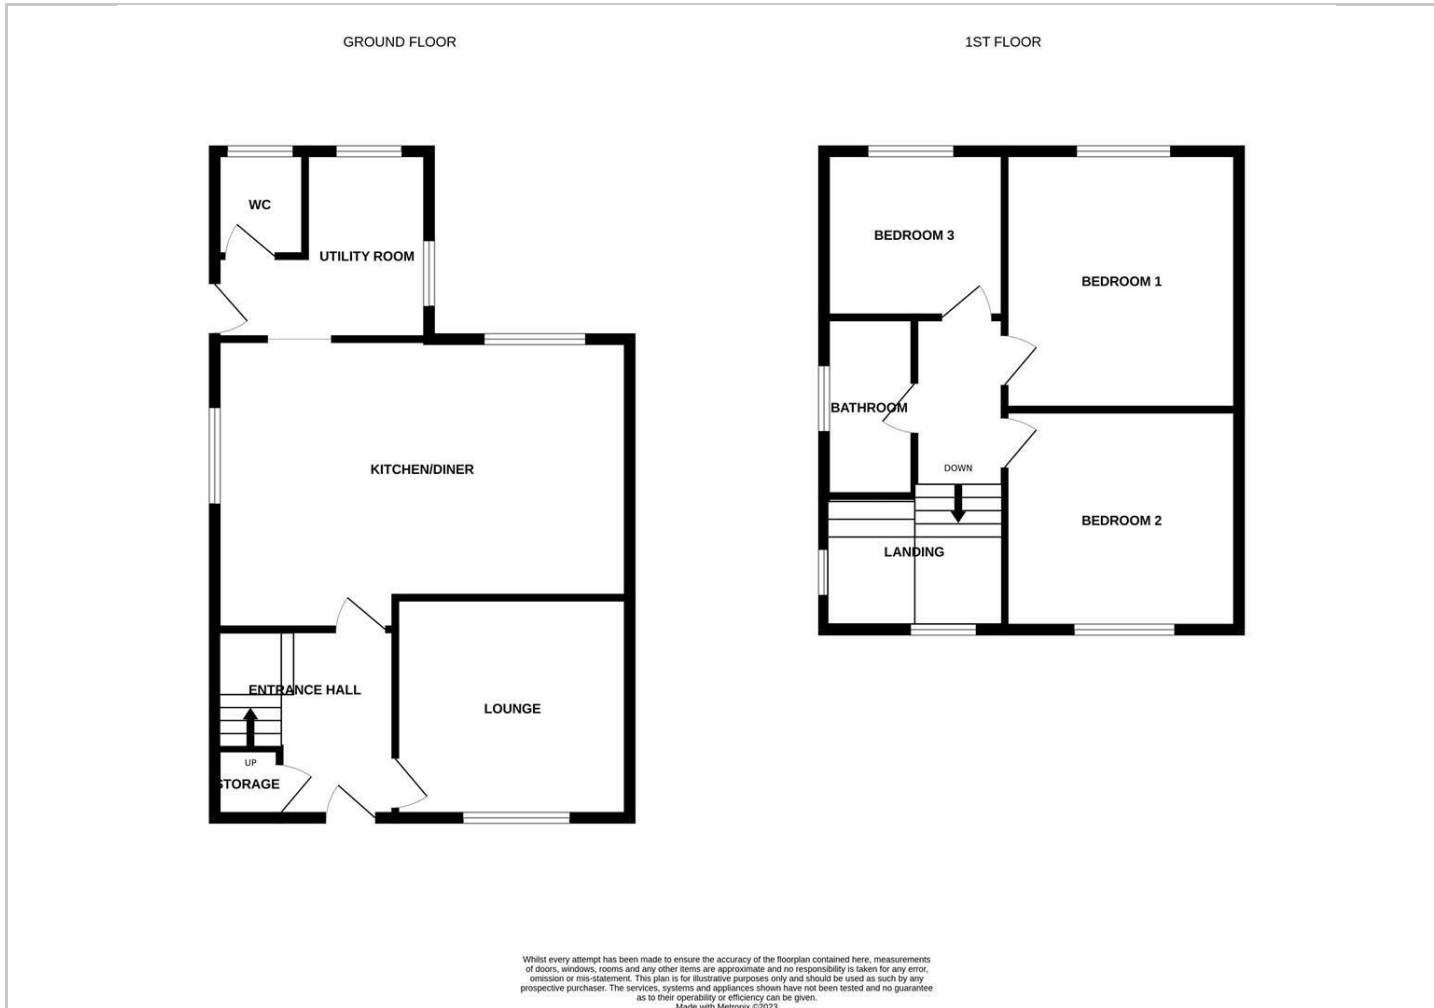 GROUND FLOOR
WC
UTILITY ROOM
KITCHEN/DINER
ENTRANCE HALL
LOUNGE
UP
STORAGE
1ST FLOOR
BEDROOM 3
BEDROOM 1
BATHROOM
DOWN
BEDROOM 2
LANDING
Whilst every attempt has been made to ensure the accuracy of the floorplan contained here, measurements
of doors, windows, rooms and any other items are approximate and no responsibility is taken for any error,
omission or mis-statement. This plan is for illustrative purposes only and should be used as such by any
prospective purchaser. The services, systems and appliances shown have not been tested and no guarantee
as to their operability or efficiency can be given.
Made with Metropix ©2023